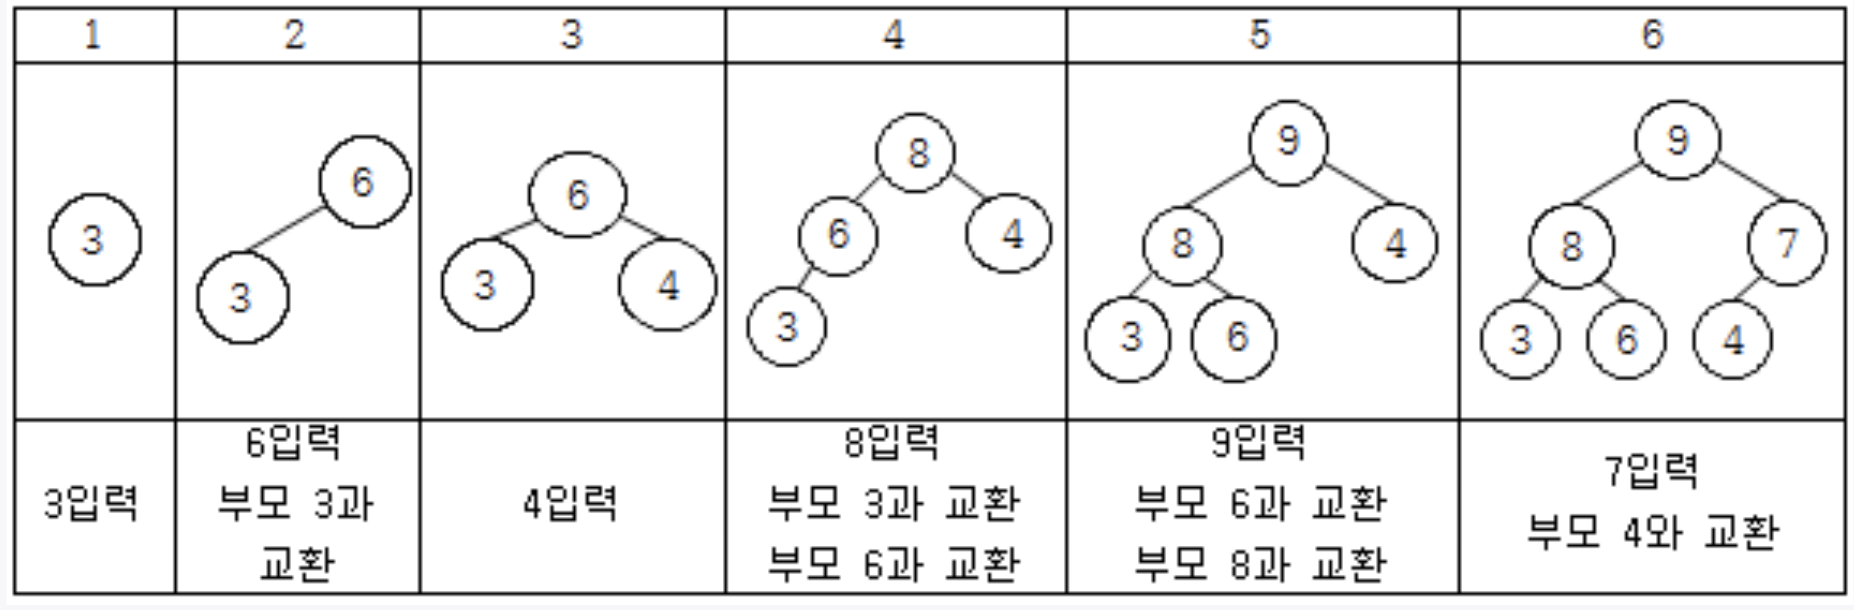 1 2 3 4 5 6
3
6
3
6
3 4
8
6 4
3
9
8 4
3 6
9
8 7
3 6 4
3입력
6입력
부모 3과
교환
4입력
8입력
부모 3과 교환
부모 6과 교환
9입력
부모 6과 교환
부모 8과 교환
7입력
부모 4와 교환